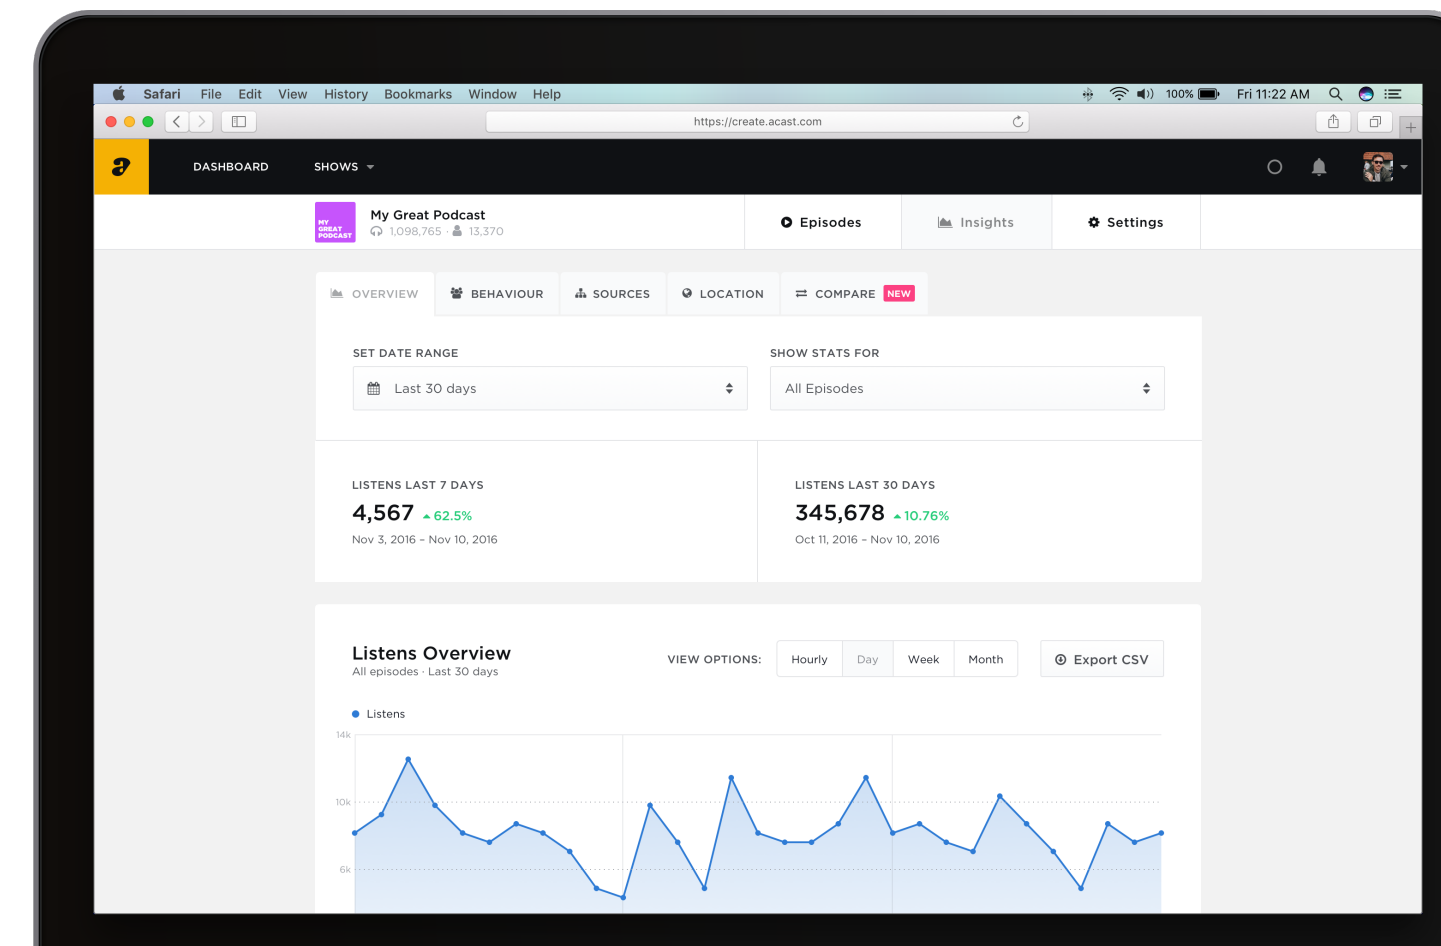 Safari File Edit View History Bookmarks Window Help 100% Fri 11:22 AM
https://create.acast.com
a DASHBOARD SHOWS
MY GREAT PODCAST
My Great Podcast
1,098,765 · 13,370
Episodes Insights Settings
OVERVIEW BEHAVIOUR SOURCES LOCATION COMPARE NEW
SET DATE RANGE SHOW STATS FOR
Last 30 days All Episodes
LISTENS LAST 7 DAYS LISTENS LAST 30 DAYS
4,567 62.5% 345,678 10.76%
Nov 3, 2016 – Nov 10, 2016 Oct 11, 2016 – Nov 10, 2016
Listens Overview VIEW OPTIONS: Hourly Day Week Month Export CSV
All episodes · Last 30 days
Listens
14k
10k
6k